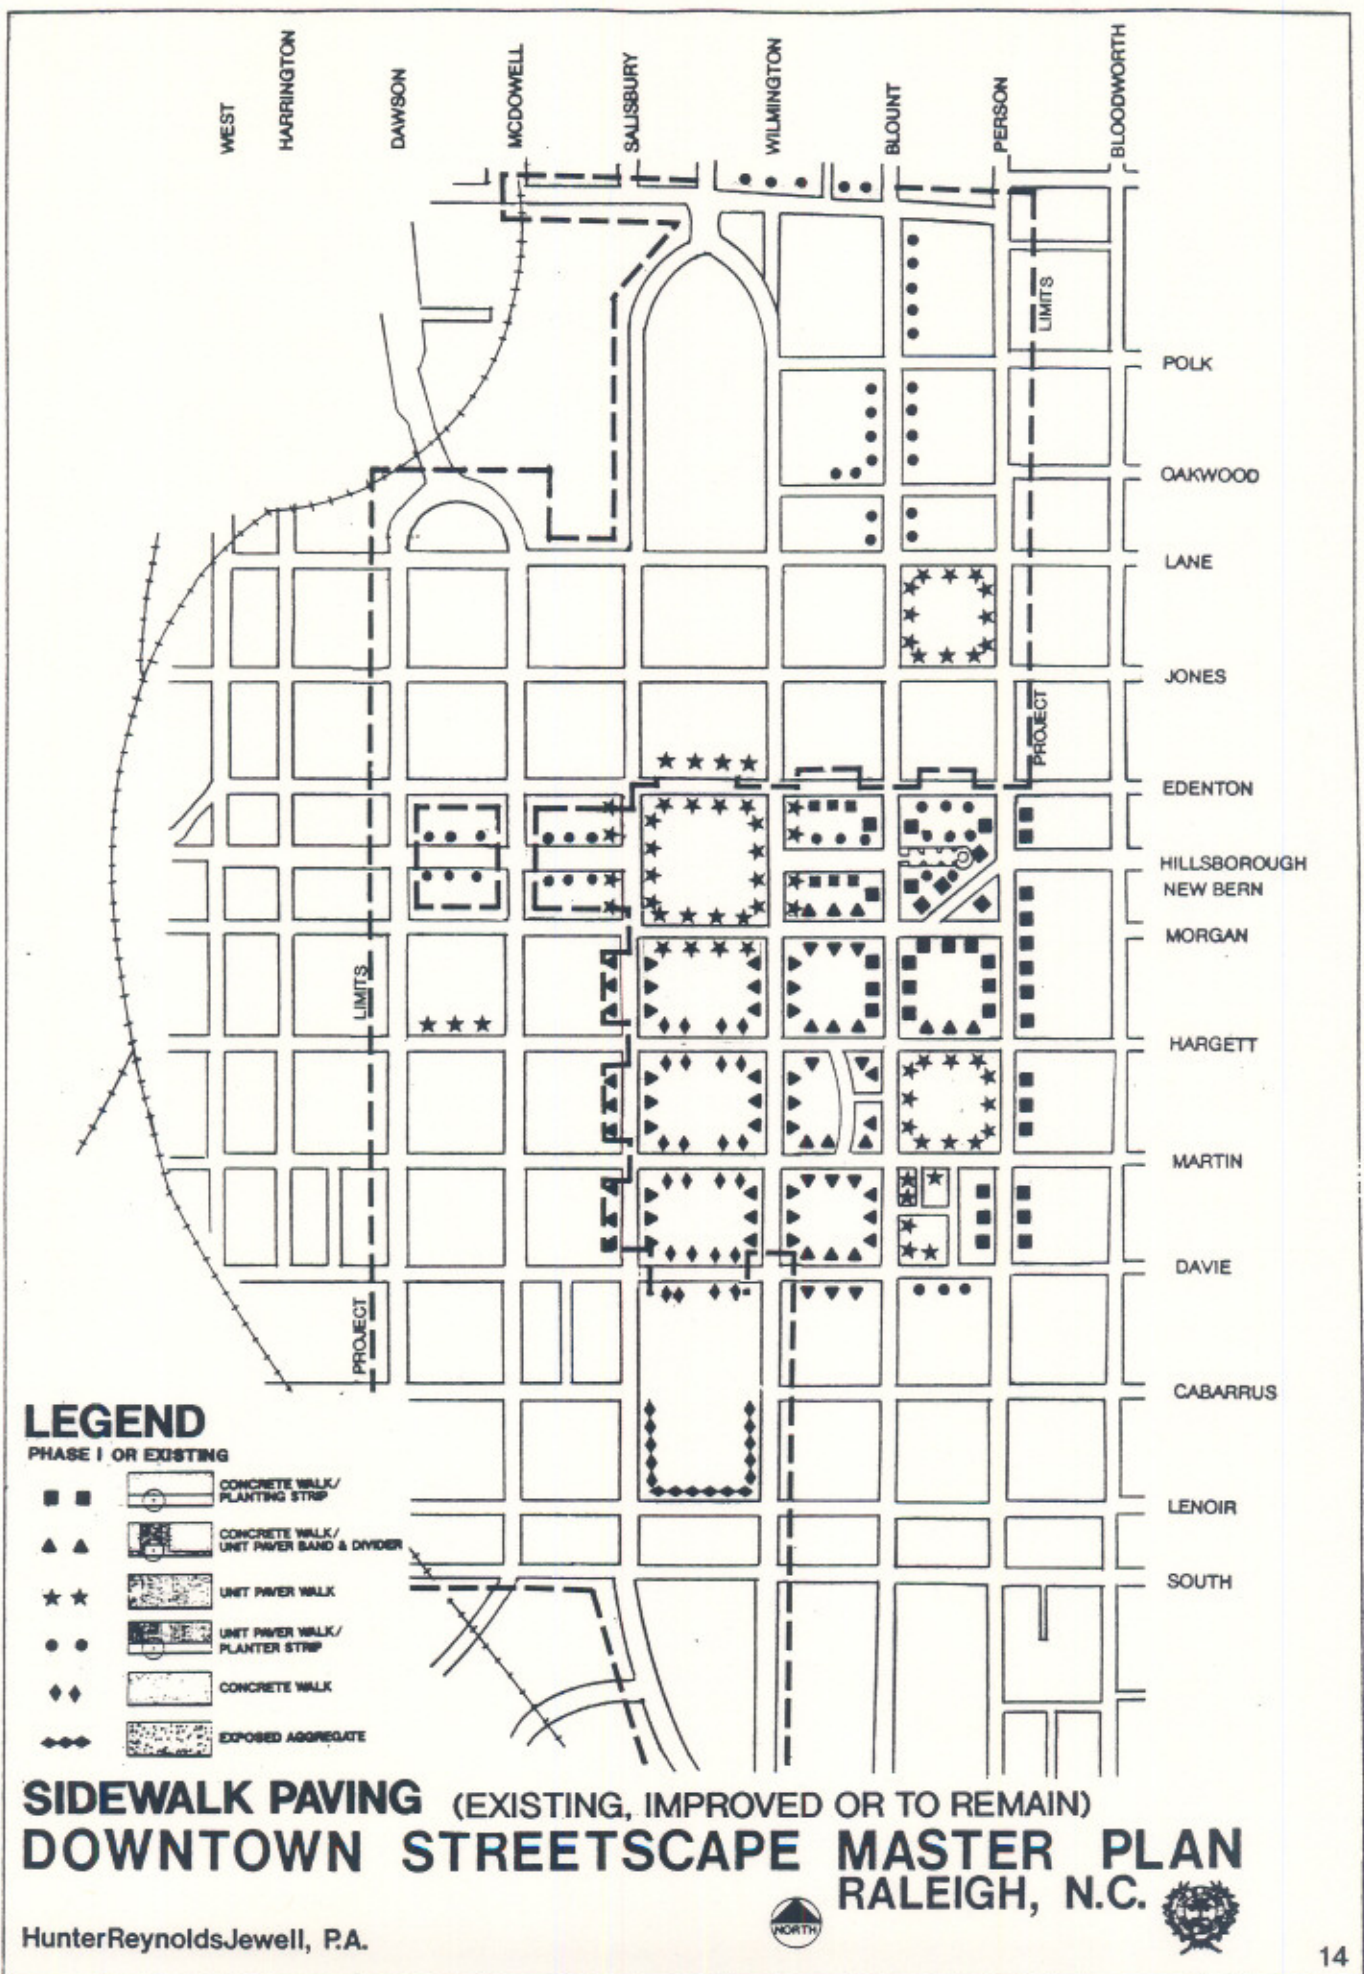 WEST
HARRINGTON
DAWSON
MCDOWELL
SALISBURY
WILMINGTON
BLOUNT
PERSON
BLOODWORTH
LIMITS
POLK
OAKWOOD
LANE
JONES
PROJECT
EDENTON
HILLSBOROUGH
NEW BERN
MORGAN
LIMITS
HARGETT
MARTIN
DAVIE
PROJECT
CABARRUS
LENOIR
SOUTH
LEGEND
PHASE I OR EXISTING
CONCRETE WALK/
PLANTING STRIP
CONCRETE WALK/
UNIT PAVER BAND & DIVIDER
UNIT PAVER WALK
UNIT PAVER WALK/
PLANTER STRIP
CONCRETE WALK
EXPOSED AGGREGATE
SIDEWALK PAVING (EXISTING, IMPROVED OR TO REMAIN)
DOWNTOWN STREETSCAPE MASTER PLAN
RALEIGH, N.C.
NORTH
HunterReynoldsJewell, P.A.
14